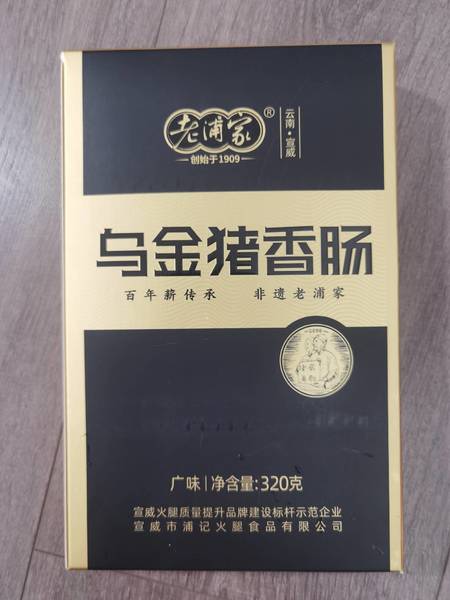 老浦家®
创始于1909
云南·宣威
乌金猪香肠
百年薪传承 非遗老浦家
广味 | 净含量:320克
宣威火腿质量提升品牌建设标杆示范企业
宣威市浦记火腿食品有限公司